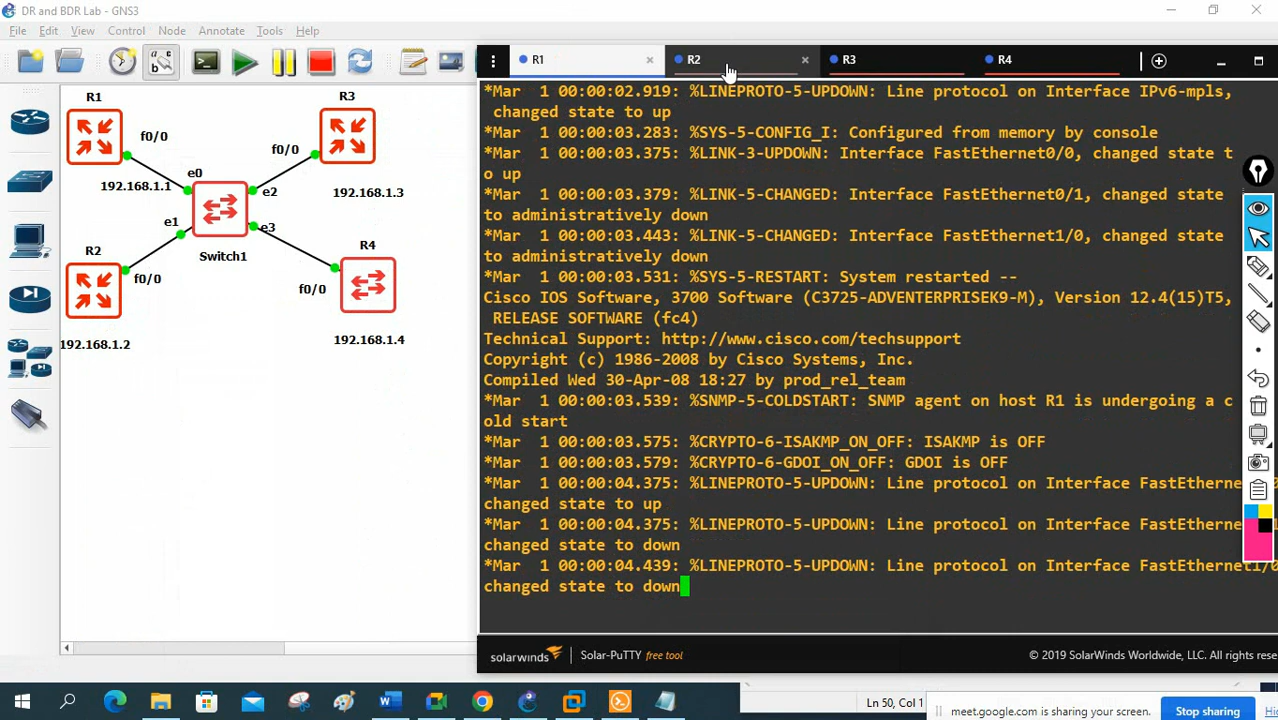 DR and BDR Lab - GNS3
File Edit View Control Node Annotate Tools Help
R1
f0/0
192.168.1.1
e0
R3
f0/0
192.168.1.3
e2
e1
e3
R2
f0/0
192.168.1.2
Switch1
R4
f0/0
192.168.1.4
R1 R2 R3 R4
*Mar 1 00:00:02.919: %LINEPROTO-5-UPDOWN: Line protocol on Interface IPv6-mpls,
changed state to up
*Mar 1 00:00:03.283: %SYS-5-CONFIG_I: Configured from memory by console
*Mar 1 00:00:03.375: %LINK-3-UPDOWN: Interface FastEthernet0/0, changed state t
o up
*Mar 1 00:00:03.379: %LINK-5-CHANGED: Interface FastEthernet0/1, changed state
to administratively down
*Mar 1 00:00:03.443: %LINK-5-CHANGED: Interface FastEthernet1/0, changed state
to administratively down
*Mar 1 00:00:03.531: %SYS-5-RESTART: System restarted --
Cisco IOS Software, 3700 Software (C3725-ADVENTERPRISEK9-M), Version 12.4(15)T5,
RELEASE SOFTWARE (fc4)
Technical Support: http://www.cisco.com/techsupport
Copyright (c) 1986-2008 by Cisco Systems, Inc.
Compiled Wed 30-Apr-08 18:27 by prod_rel_team
*Mar 1 00:00:03.539: %SNMP-5-COLDSTART: SNMP agent on host R1 is undergoing a c
old start
*Mar 1 00:00:03.575: %CRYPTO-6-ISAKMP_ON_OFF: ISAKMP is OFF
*Mar 1 00:00:03.579: %CRYPTO-6-GDOI_ON_OFF: GDOI is OFF
*Mar 1 00:00:04.375: %LINEPROTO-5-UPDOWN: Line protocol on Interface FastEtherne
changed state to up
*Mar 1 00:00:04.375: %LINEPROTO-5-UPDOWN: Line protocol on Interface FastEtherne
changed state to down
*Mar 1 00:00:04.439: %LINEPROTO-5-UPDOWN: Line protocol on Interface FastEthernet1/0
changed state to down
solarwinds Solar-PuTTY free tool © 2019 SolarWinds Worldwide, LLC. All rights
Ln 50, Col 1
meet.google.com is sharing your screen. Stop sharing